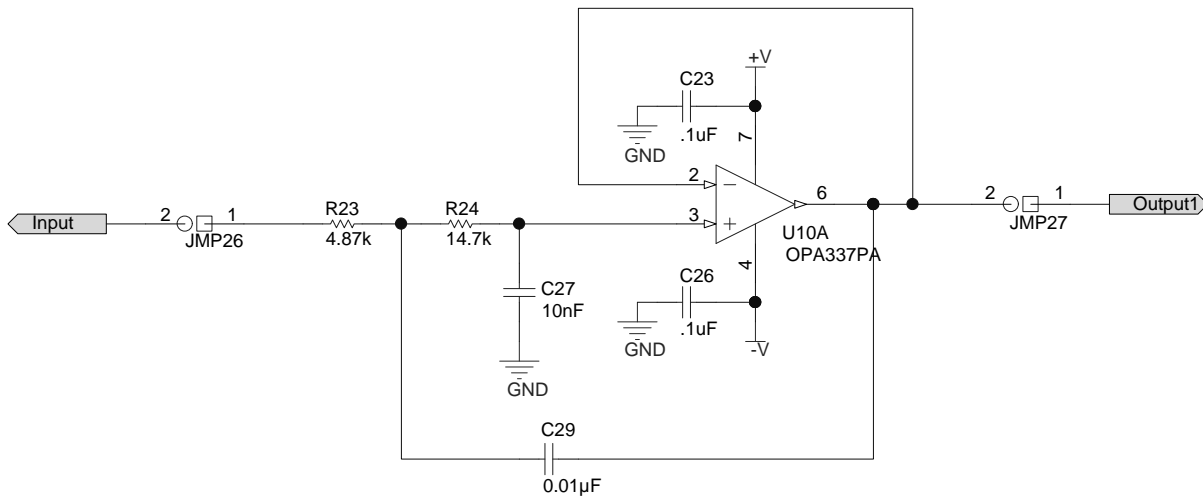 +V
C23
.1uF
GND
7
2
3
6
2
1
Output1
JMP27
Input
2
1
JMP26
R23
4.87k
R24
14.7k
U10A
OPA337PA
4
C27
10nF
GND
C26
.1uF
GND
-V
C29
0.01µF